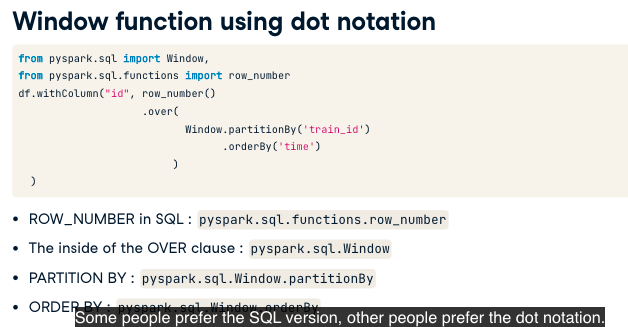 Window function using dot notation
from pyspark.sql import Window,
from pyspark.sql.functions import row_number
df.withColumn("id", row_number()
.over(
Window.partitionBy('train_id')
.orderBy('time')
)
)
• ROW_NUMBER in SQL : pyspark.sql.functions.row_number
• The inside of the OVER clause : pyspark.sql.Window
• PARTITION BY : pyspark.sql.Window.partitionBy
• ORDER BY : pyspark.sql.Window.orderBy
Some people prefer the SQL version, other people prefer the dot notation.